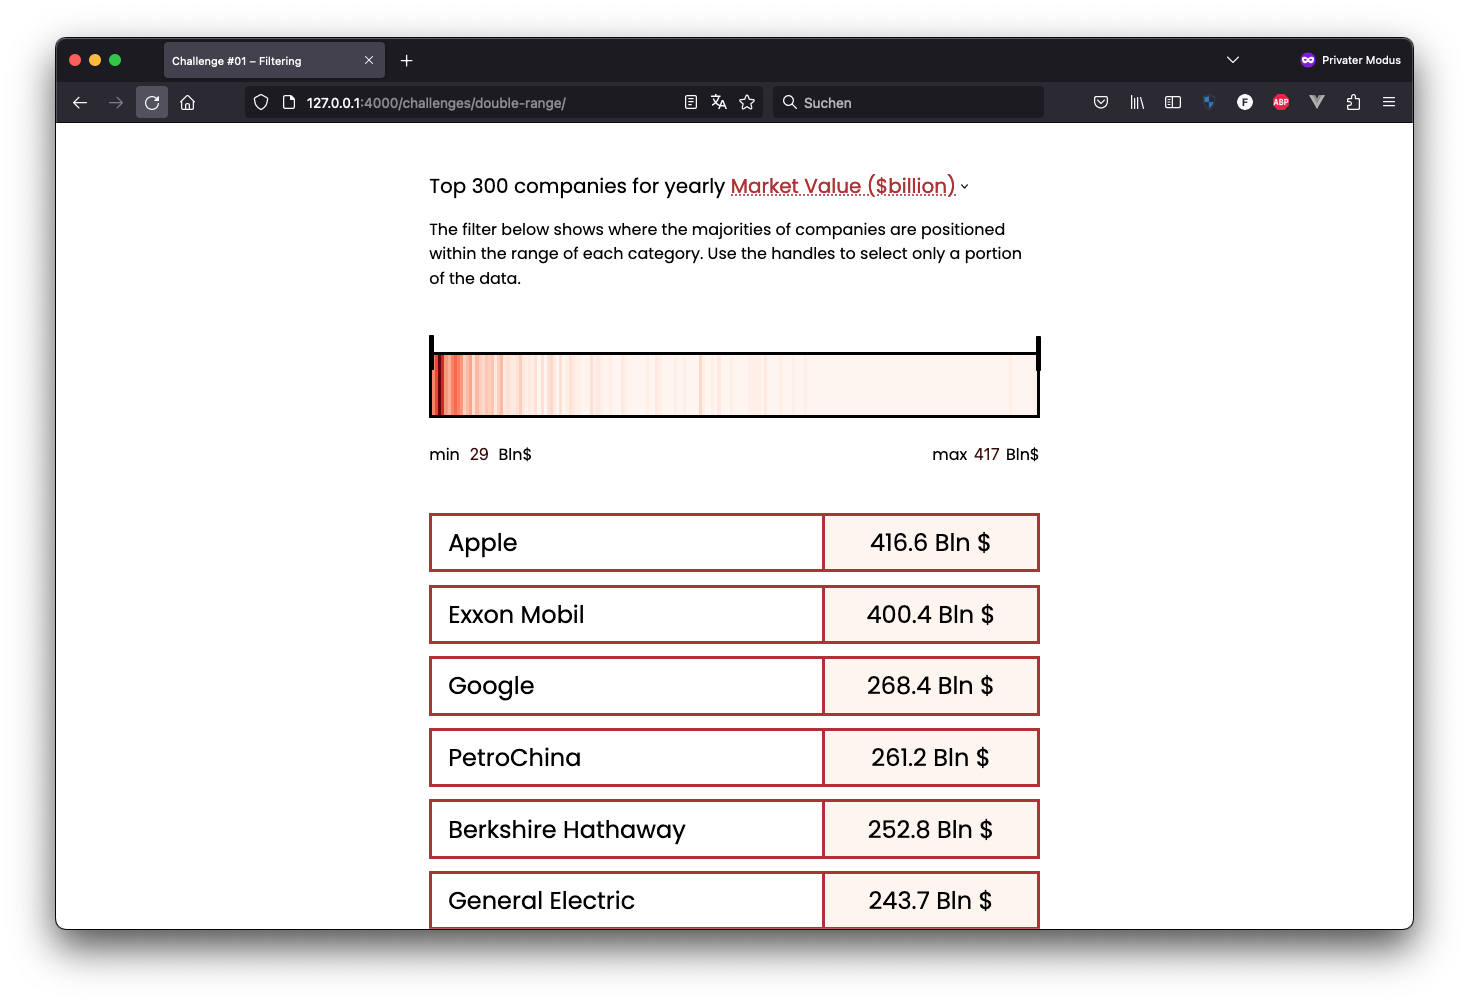 Challenge #01 – Filtering
Privater Modus
127.0.0.1:4000/challenges/double-range/
Suchen
F
ABP
Top 300 companies for yearly Market Value ($billion)
The filter below shows where the majorities of companies are positioned
within the range of each category. Use the handles to select only a portion
of the data.
min 29 Bln$
max 417 Bln$
Apple
416.6 Bln $
Exxon Mobil
400.4 Bln $
Google
268.4 Bln $
PetroChina
261.2 Bln $
Berkshire Hathaway
252.8 Bln $
General Electric
243.7 Bln $